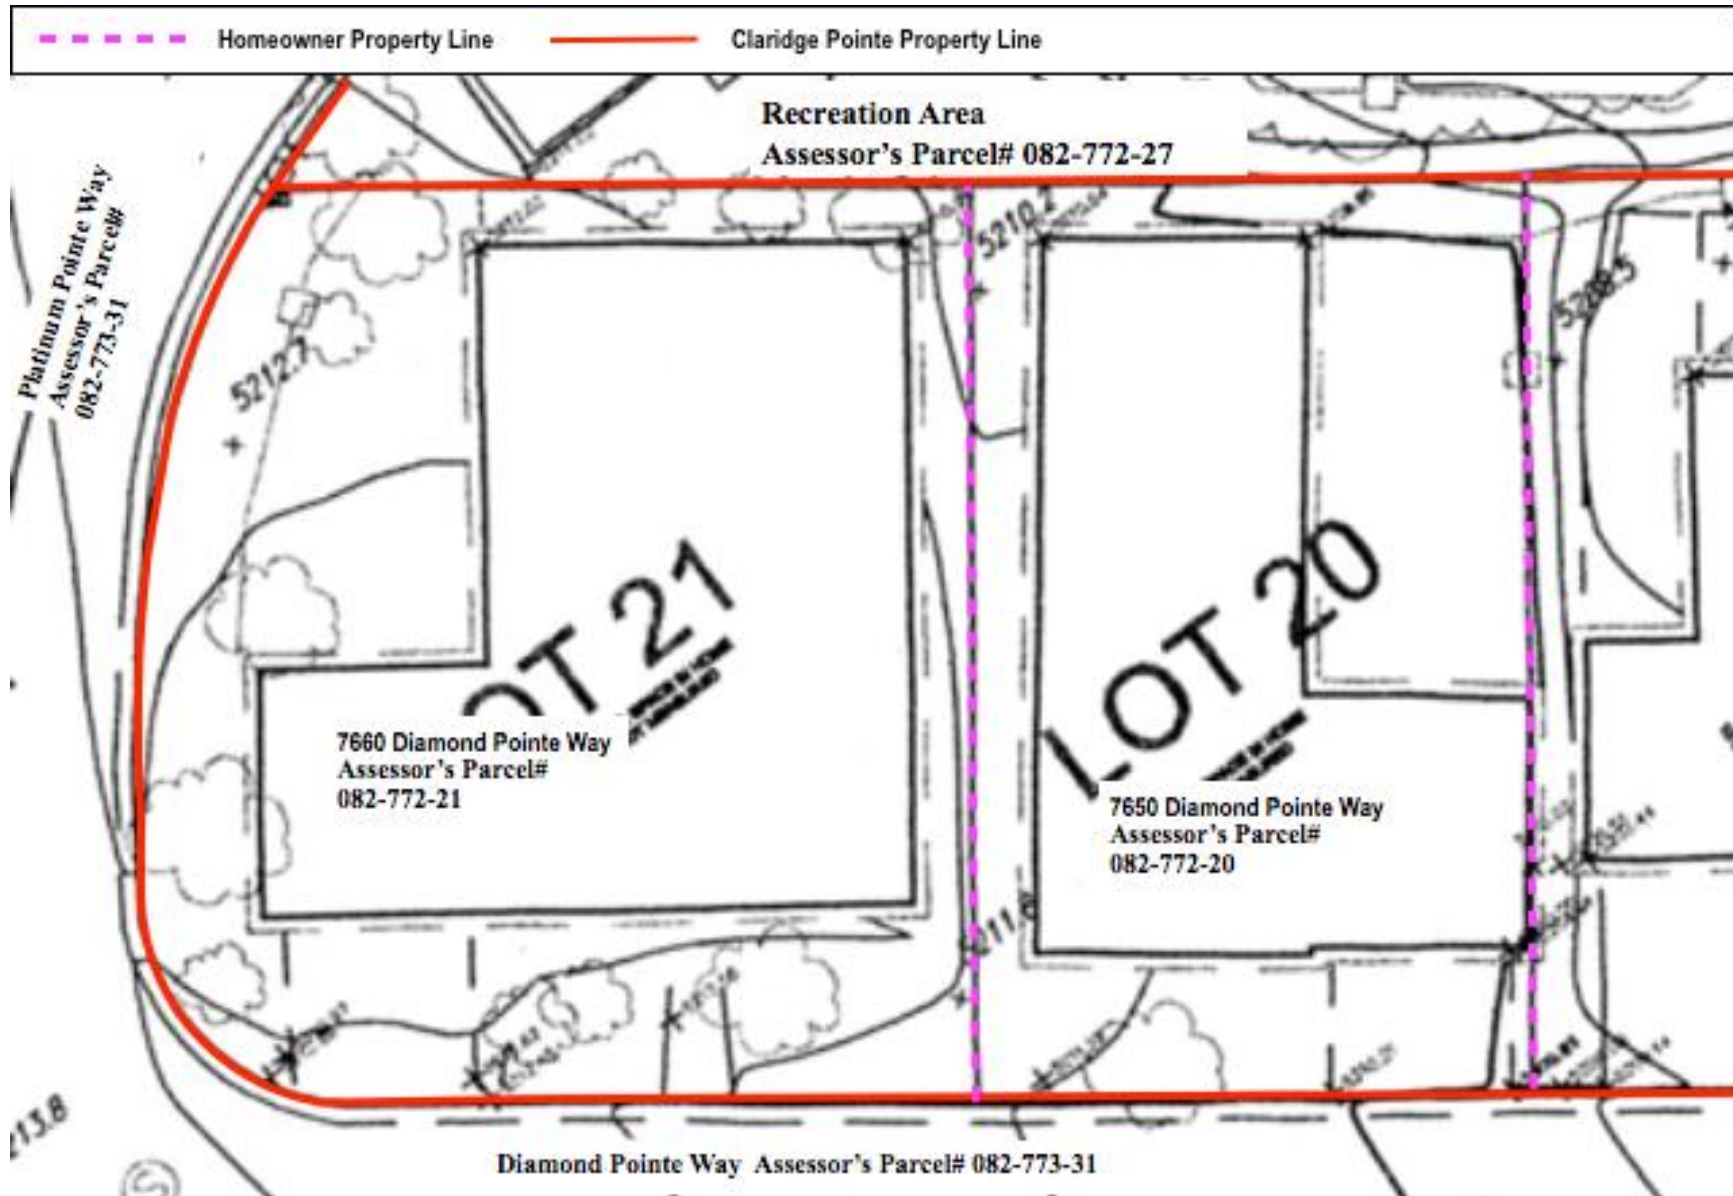 Homeowner Property Line
Claridge Pointe Property Line
Recreation Area
Assessor's Parcel# 082-772-27
Platinum Pointe Way
Assessor's Parcel#
082-773-31
5210.2
5208.5
5212.7
OT 21
LOT 20
7660 Diamond Pointe Way
Assessor's Parcel#
082-772-21
7650 Diamond Pointe Way
Assessor's Parcel#
082-772-20
213.8
Diamond Pointe Way Assessor's Parcel# 082-773-31
S